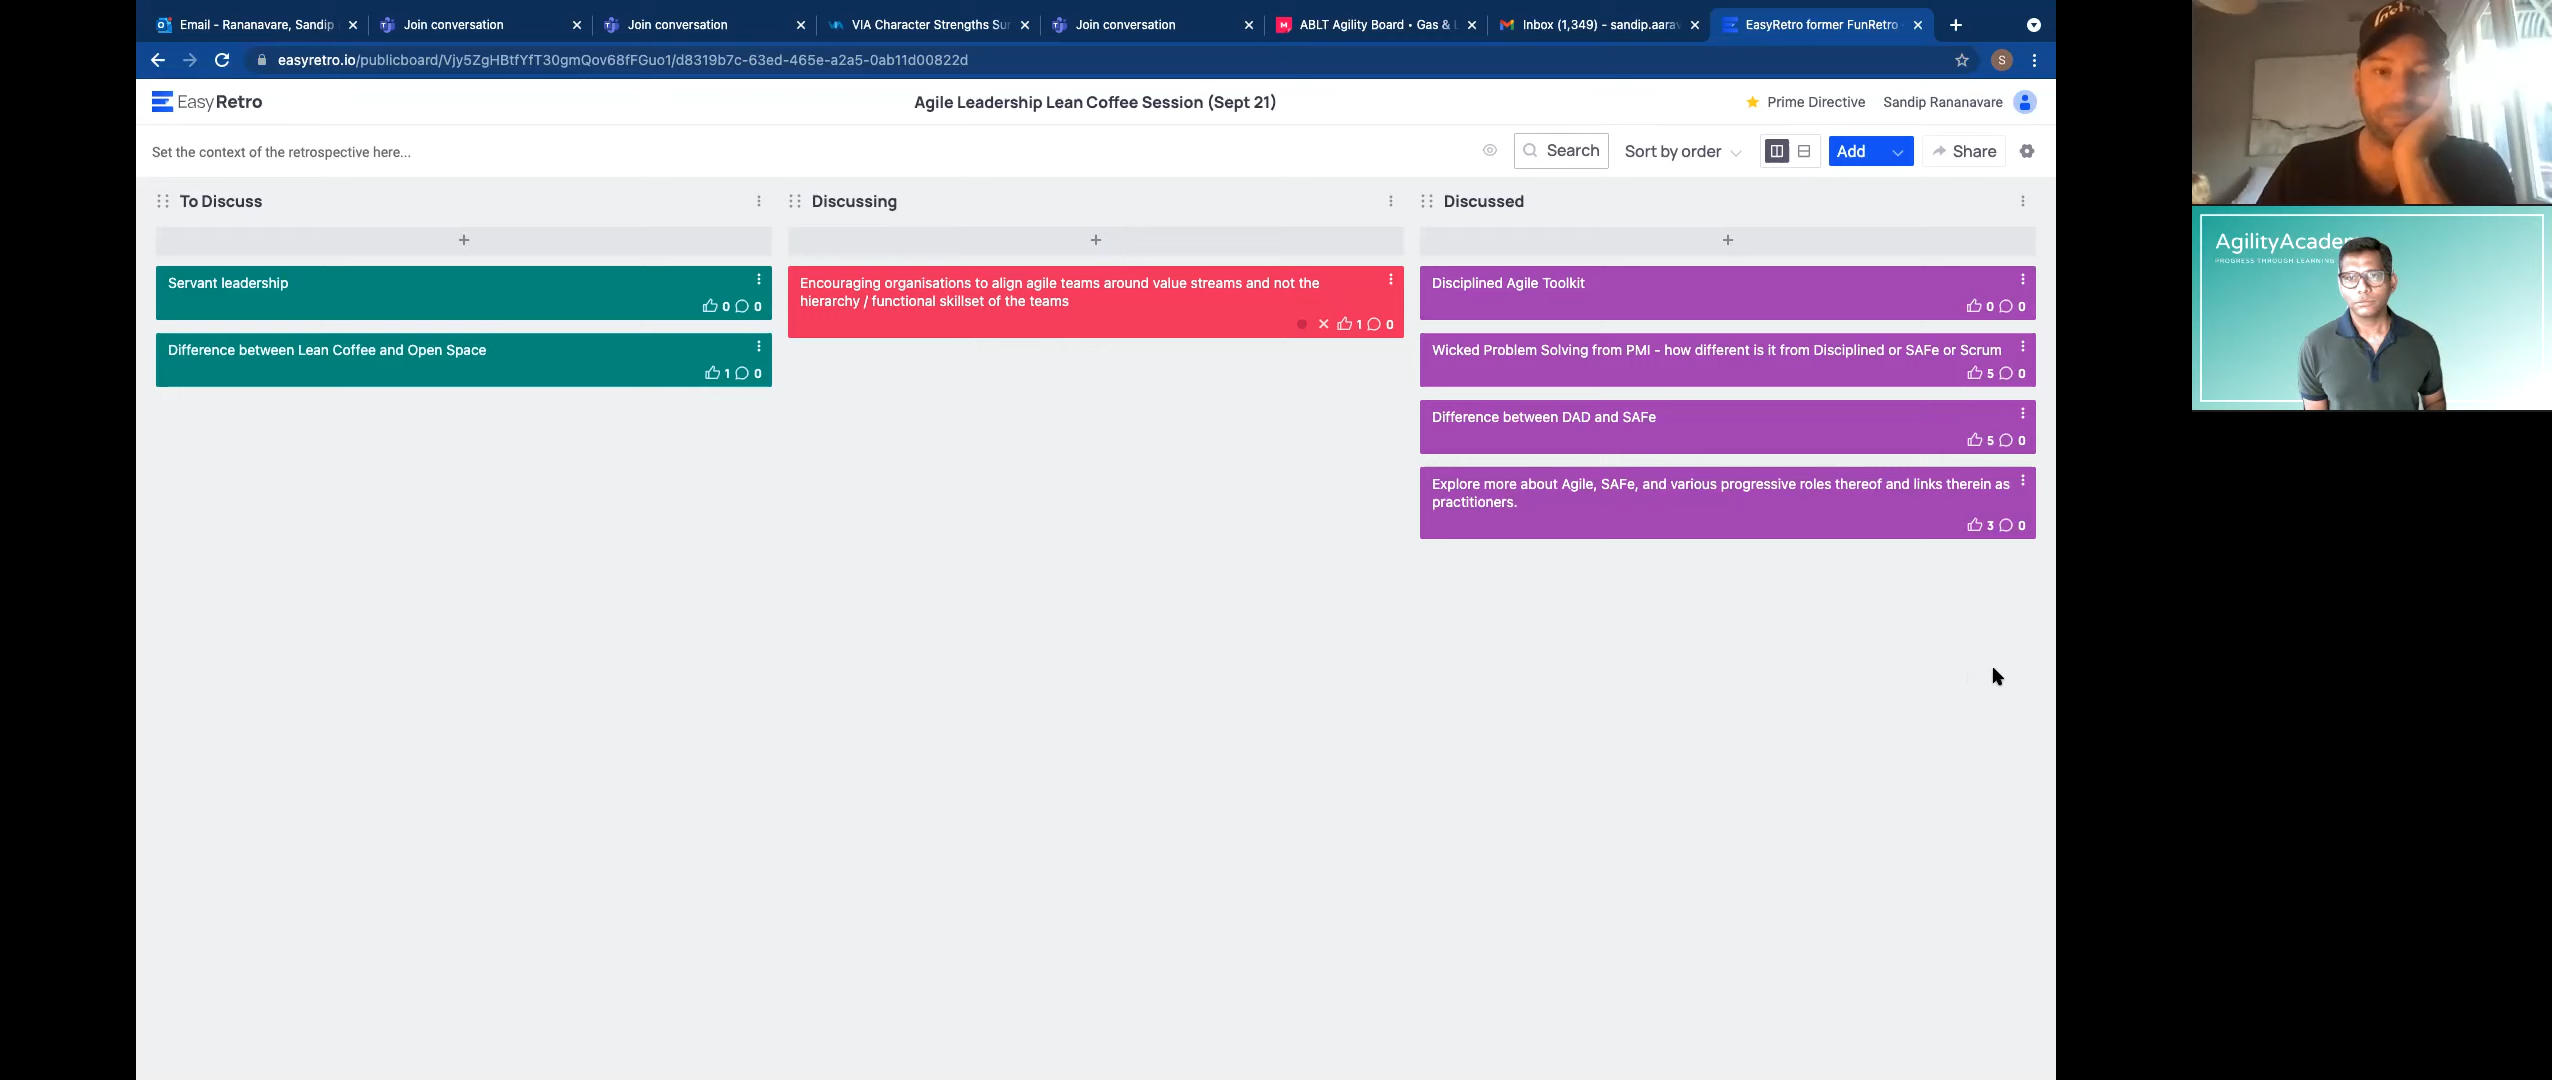 Email - Rananavare, Sandip
Join conversation
Join conversation
VIA Character Strengths Sur
Join conversation
ABLT Agility Board • Gas & L
Inbox (1,349) - sandip.aarav
EasyRetro former FunRetro
easyretro.io/publicboard/Vjy5ZgHBtfYfT30gmQov68fFGuo1/d8319b7c-63ed-465e-a2a5-0ab11d00822d
S
EasyRetro
Agile Leadership Lean Coffee Session (Sept 21)
Prime Directive
Sandip Rananavare
Set the context of the retrospective here...
Search
Sort by order
Add
Share
To Discuss
+
Servant leadership
0 0
Difference between Lean Coffee and Open Space
1 0
Discussing
+
Encouraging organisations to align agile teams around value streams and not the
hierarchy / functional skillset of the teams
1 0
Discussed
+
Disciplined Agile Toolkit
0 0
Wicked Problem Solving from PMI - how different is it from Disciplined or SAFe or Scrum
5 0
Difference between DAD and SAFe
5 0
Explore more about Agile, SAFe, and various progressive roles thereof and links therein as
practitioners.
3 0
AgilityAcadem
PROGRESS THROUGH LEARNING